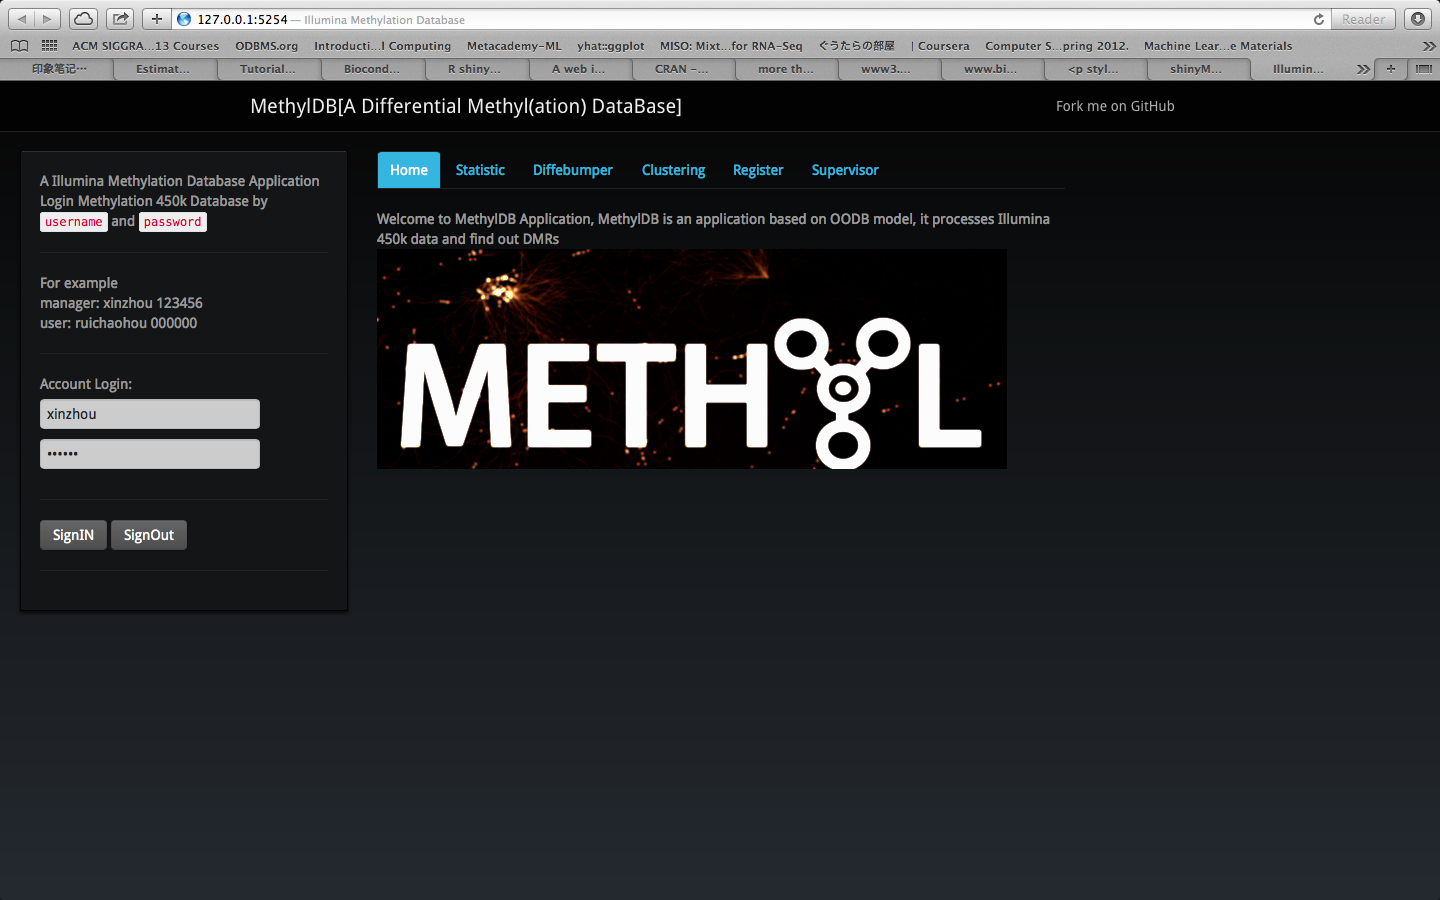 127.0.0.1:5254 — Illumina Methylation Database
Reader
ACM SIGGRA...13 Courses ODBMS.org Introducti...l Computing Metacademy-ML yhat::ggplot MISO: Mixt...for RNA-Seq ぐうたらの部屋 | Coursera Computer S...pring 2012. Machine Lear...e Materials
印象笔记… Estimat... Tutorial... Biocond... R shiny... A web i... CRAN -... more th... www3.... www.bi... <p styl... shinyM... Illumin...
MethylDB[A Differential Methyl(ation) DataBase]
Fork me on GitHub
A Illumina Methylation Database Application
Login Methylation 450k Database by
username and password
For example
manager: xinzhou 123456
user: ruichaohou 000000
Account Login:
xinzhou
••••••
SignIN SignOut
Home Statistic Diffebumper Clustering Register Supervisor
Welcome to MethylDB Application, MethylDB is an application based on OODB model, it processes Illumina
450k data and find out DMRs
METHYL